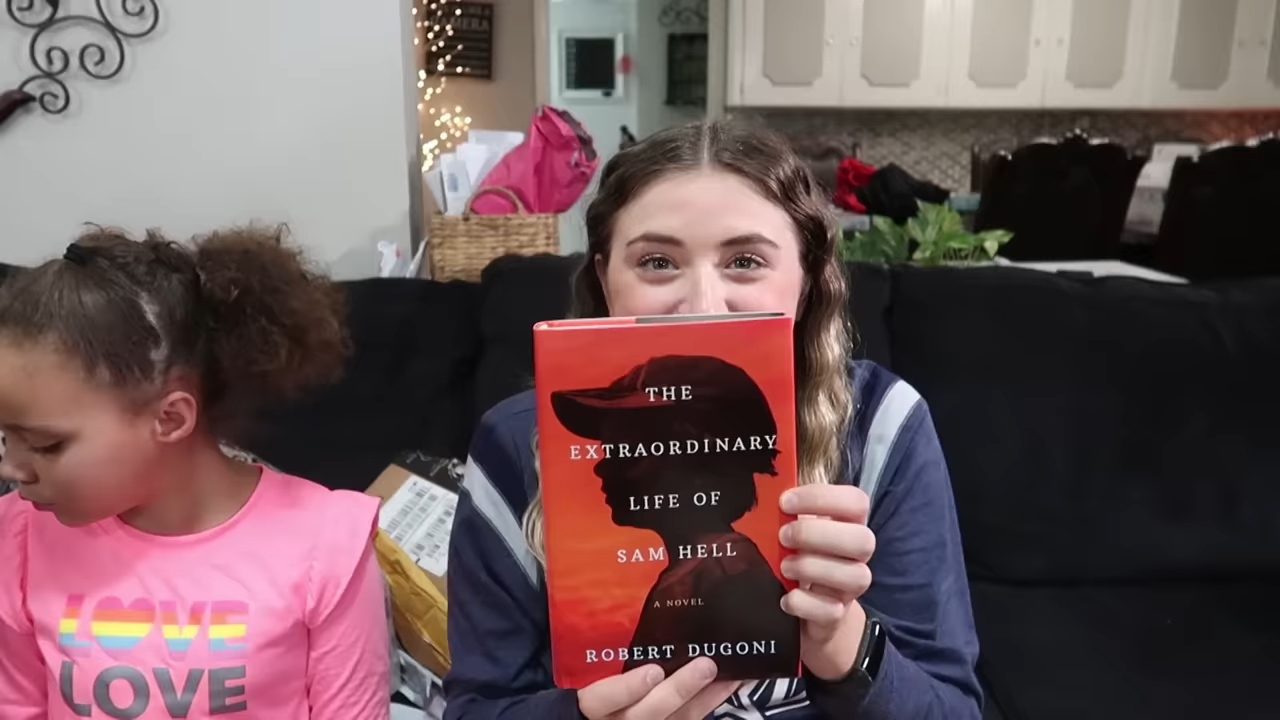 THE
EXTRAORDINARY
LIFE OF
SAM HELL
A NOVEL
ROBERT DUGONI
LOVE
LOVE